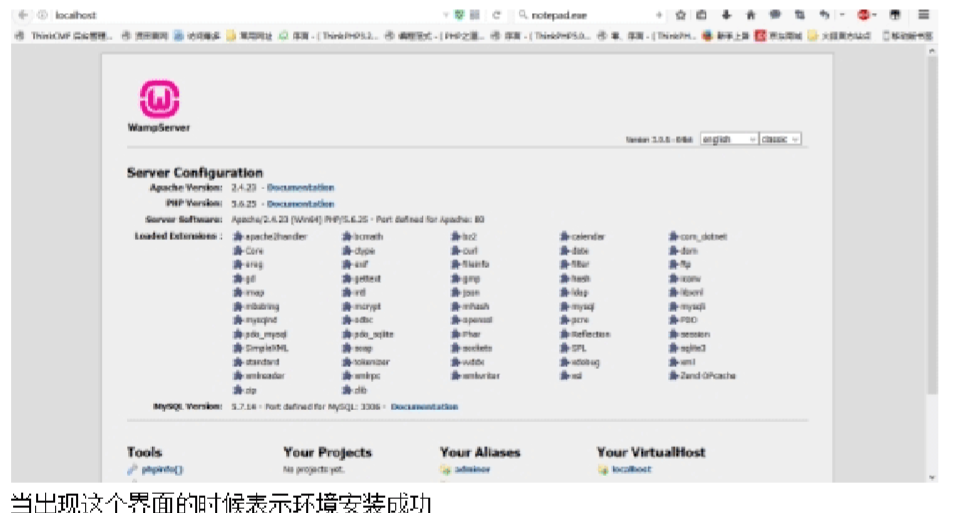 localhost
notepad.exe
WampServer
Version 3.0.6 - 64bit english classic
Server Configuration
Apache Version: 2.4.23 - Documentation
PHP Version: 5.6.25 - Documentation
Server Software: Apache/2.4.23 (Win64) PHP/5.6.25 - Port defined for Apache: 80
Loaded Extensions : apache2handler bcmath bz2 calendar com_dotnet
Core ctype curl date dom
ereg exif fileinfo filter ftp
gd gettext gmp hash iconv
imap intl json ldap libxml
mbstring mcrypt mhash mysql mysqli
mysqlnd odbc openssl pcre PDO
pdo_mysql pdo_sqlite Phar Reflection session
SimpleXML soap sockets SPL sqlite3
standard tokenizer wddx xdebug xml
xmlreader xmlrpc xmlwriter xsl Zend OPcache
zip zlib
MySQL Version: 5.7.14 - Port defined for MySQL: 3306 - Documentation
Tools Your Projects Your Aliases Your VirtualHost
phpinfo() No projects yet. adminer localhost
当出现这个界面的时候表示环境安装成功